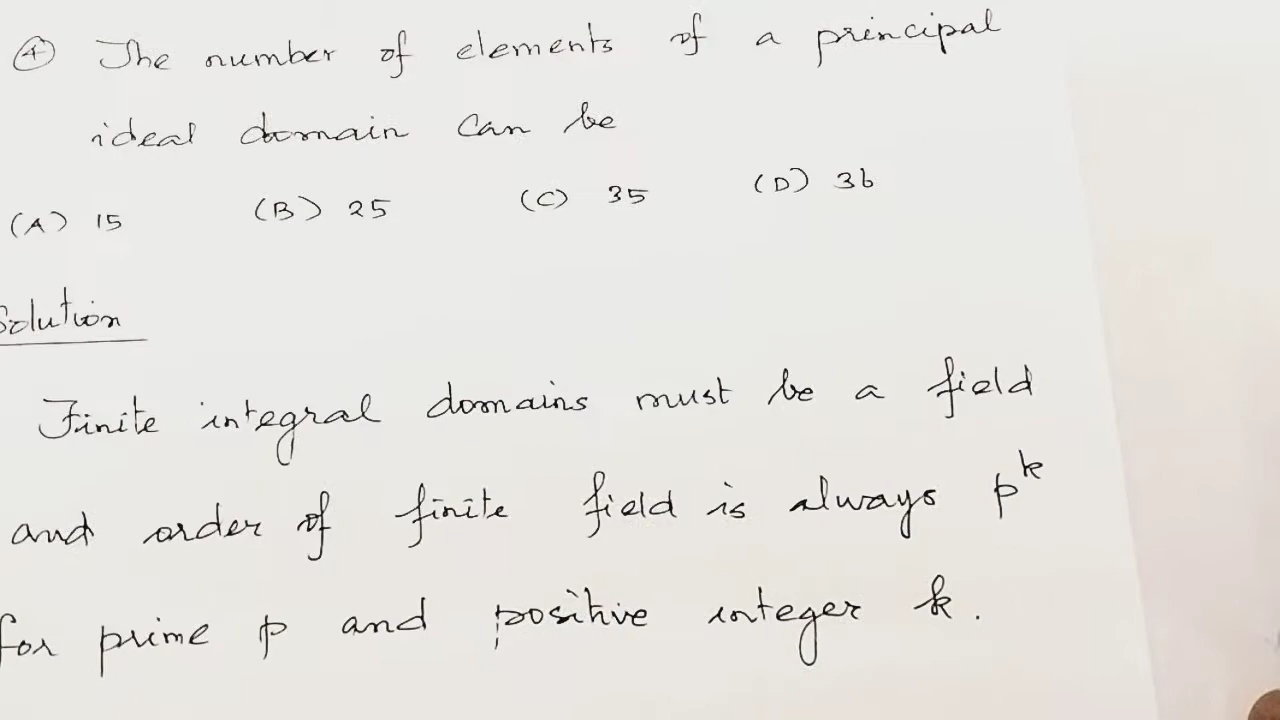 ④ The number of elements of a principal
ideal domain can be
(A) 15 (B) 25 (C) 35 (D) 36
Solution
Finite integral domains must be a field
and order of finite field is always p^k
for prime p and positive integer k.